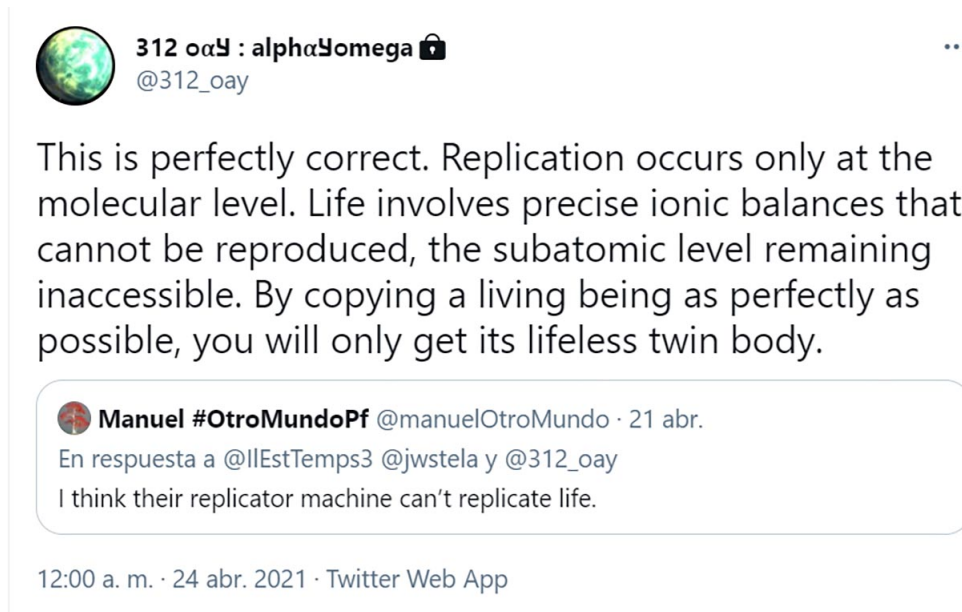 312 oαY : alphαYomega
@312_oay
This is perfectly correct. Replication occurs only at the
molecular level. Life involves precise ionic balances that
cannot be reproduced, the subatomic level remaining
inaccessible. By copying a living being as perfectly as
possible, you will only get its lifeless twin body.
Manuel #OtroMundoPf @manuelOtroMundo · 21 abr.
En respuesta a @IlEstTemps3 @jwstela y @312_oay
I think their replicator machine can't replicate life.
12:00 a. m. · 24 abr. 2021 · Twitter Web App